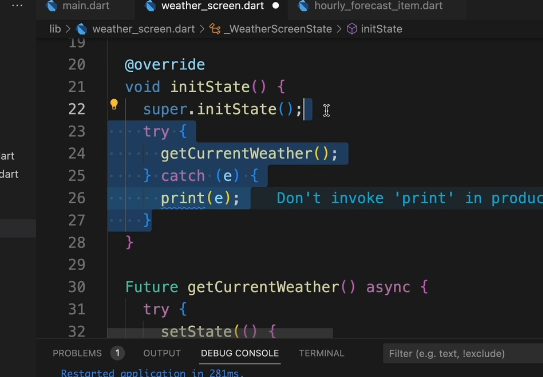 ... main.dart weather_screen.dart ● hourly_forecast_item.dart
lib > weather_screen.dart > _WeatherScreenState > initState
19
20 @override
21 void initState() {
22 super.initState();
23 try {
24 getCurrentWeather();
25 } catch (e) {
26 print(e); Don't invoke 'print' in produc
27 }
28 }
29
30 Future getCurrentWeather() async {
31 try {
32 setState(() {
art
dart
PROBLEMS 1 OUTPUT DEBUG CONSOLE TERMINAL Filter (e.g. text, !exclude)
Restarted application in 281ms.